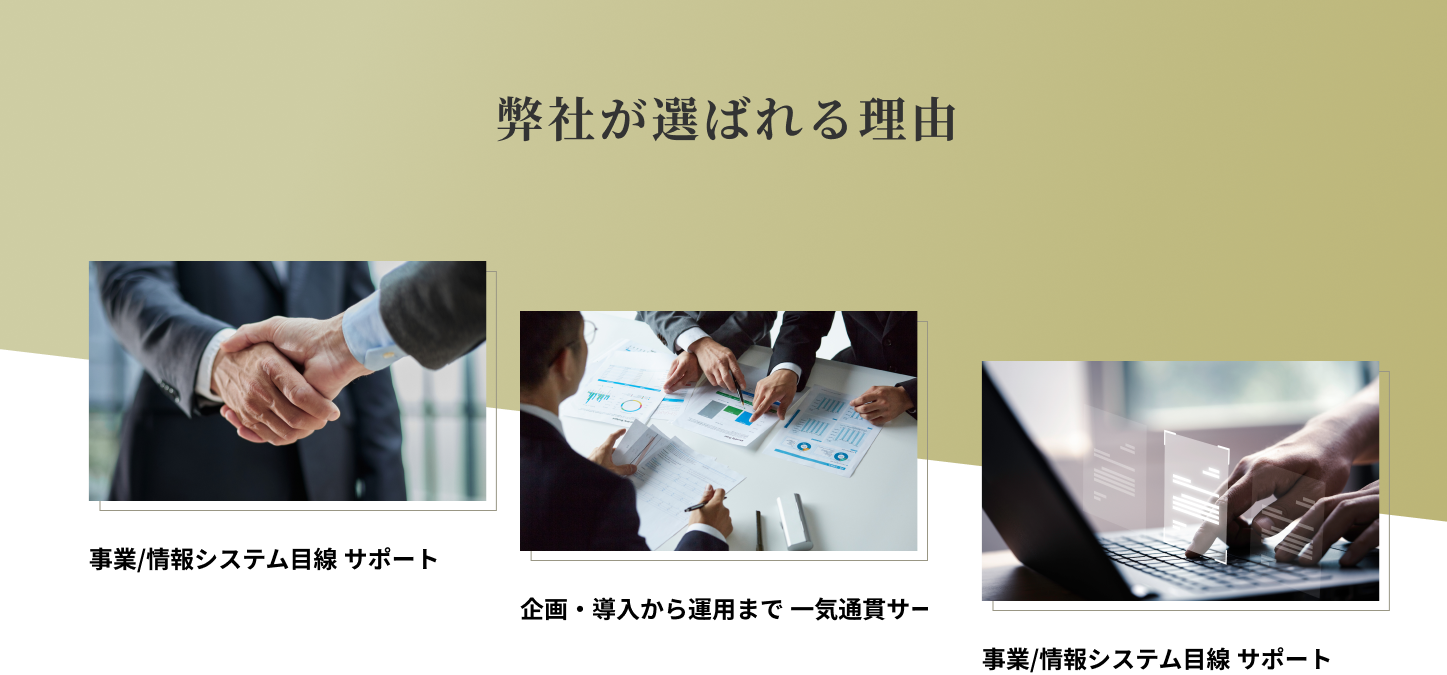 弊社が選ばれる理由
事業/情報システム目線 サポート
企画・導入から運用まで 一気通貫サー
事業/情報システム目線 サポート